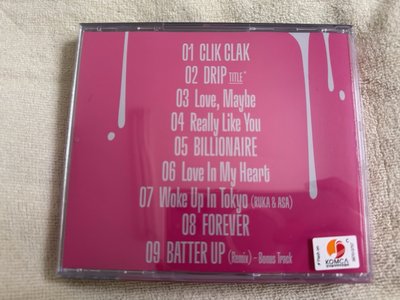 01 CLIK CLAK
02 DRIP TITLE
03 Love, Maybe
04 Really Like You
05 BILLIONAIRE
06 Love In My Heart
07 Woke Up In Tokyo (RUKA & ASA)
08 FOREVER
09 BATTER UP (Remix) – Bonus Track
KOMCA